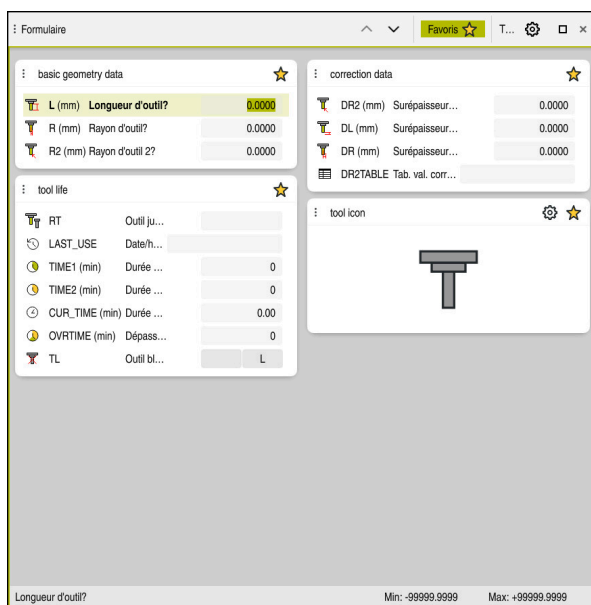 Formulaire
Favoris
T...
basic geometry data
L (mm) Longueur d'outil? 0.0000
R (mm) Rayon d'outil? 0.0000
R2 (mm) Rayon d'outil 2? 0.0000
tool life
RT Outil ju...
LAST_USE Date/h...
TIME1 (min) Durée ... 0
TIME2 (min) Durée ... 0
CUR_TIME (min) Durée ... 0.00
OVRTIME (min) Dépass... 0
TL Outil bl... L
correction data
DR2 (mm) Surépaisseur... 0.0000
DL (mm) Surépaisseur... 0.0000
DR (mm) Surépaisseur... 0.0000
DR2TABLE Tab. val. corr...
tool icon
Longueur d'outil? Min: -99999.9999 Max: +99999.9999